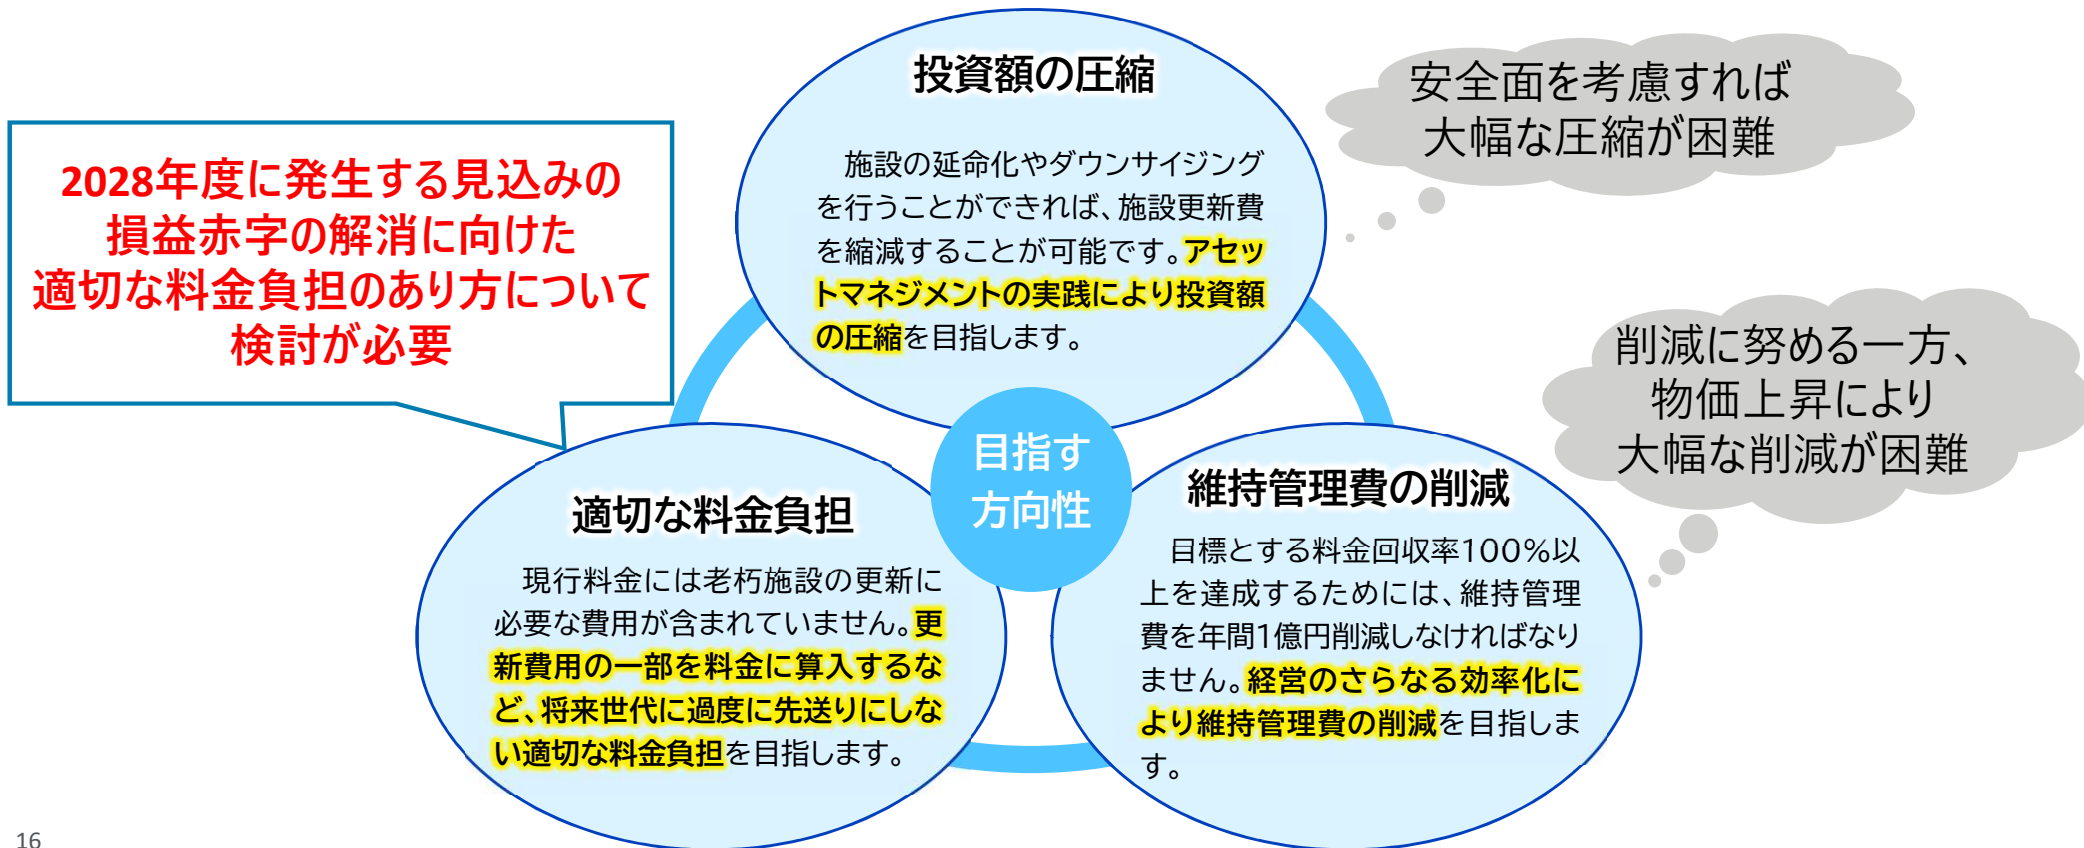 投資額の圧縮
施設の延命化やダウンサイジング
を行うことができれば、施設更新費
を縮減することが可能です。アセッ
トマネジメントの実践により投資額
の圧縮を目指します。
安全面を考慮すれば
大幅な圧縮が困難
2028年度に発生する見込みの
損益赤字の解消に向けた
適切な料金負担のあり方について
検討が必要
削減に努める一方、
物価上昇により
大幅な削減が困難
目指す
方向性
適切な料金負担
現行料金には老朽施設の更新に
必要な費用が含まれていません。更
新費用の一部を料金に算入するな
ど、将来世代に過度に先送りにしな
い適切な料金負担を目指します。
維持管理費の削減
目標とする料金回収率100%以
上を達成するためには、維持管理
費を年間1億円削減しなければなり
ません。経営のさらなる効率化に
より維持管理費の削減を目指しま
す。
16